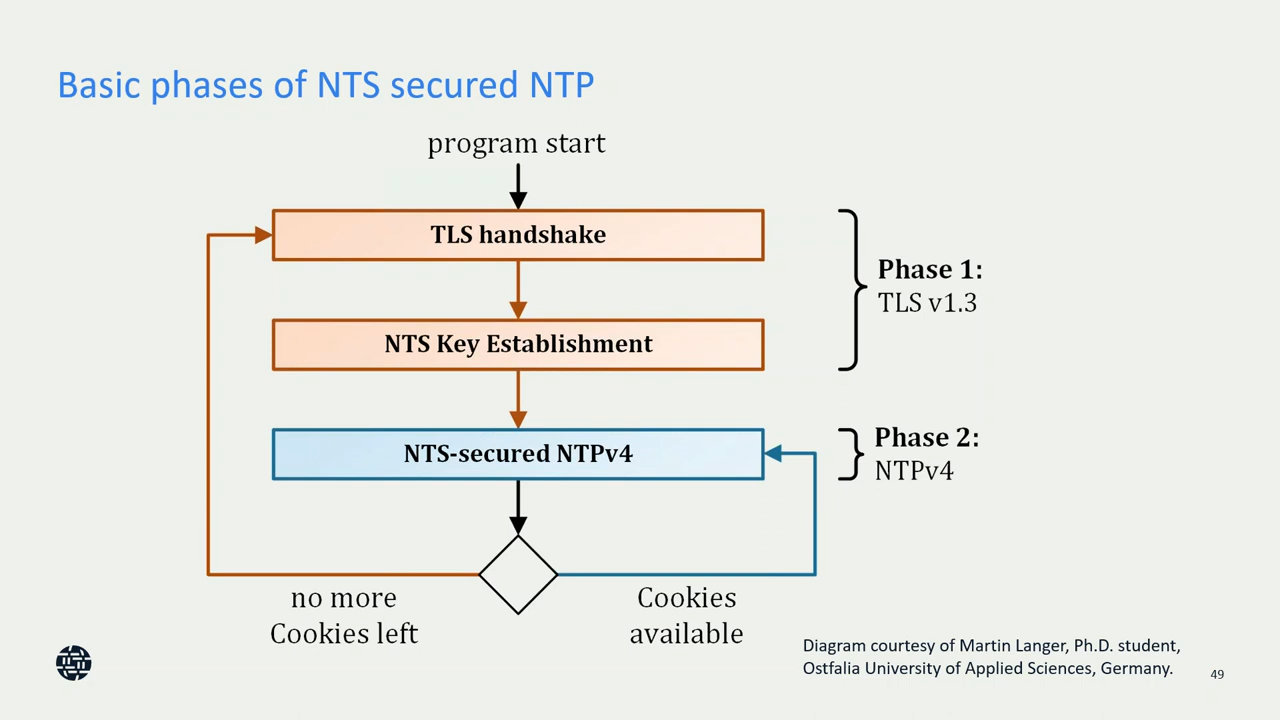 Basic phases of NTS secured NTP
program start
TLS handshake
Phase 1:
TLS v1.3
NTS Key Establishment
NTS-secured NTPv4
Phase 2:
NTPv4
no more
Cookies left
Cookies
available
Diagram courtesy of Martin Langer, Ph.D. student,
Ostfalia University of Applied Sciences, Germany.
49